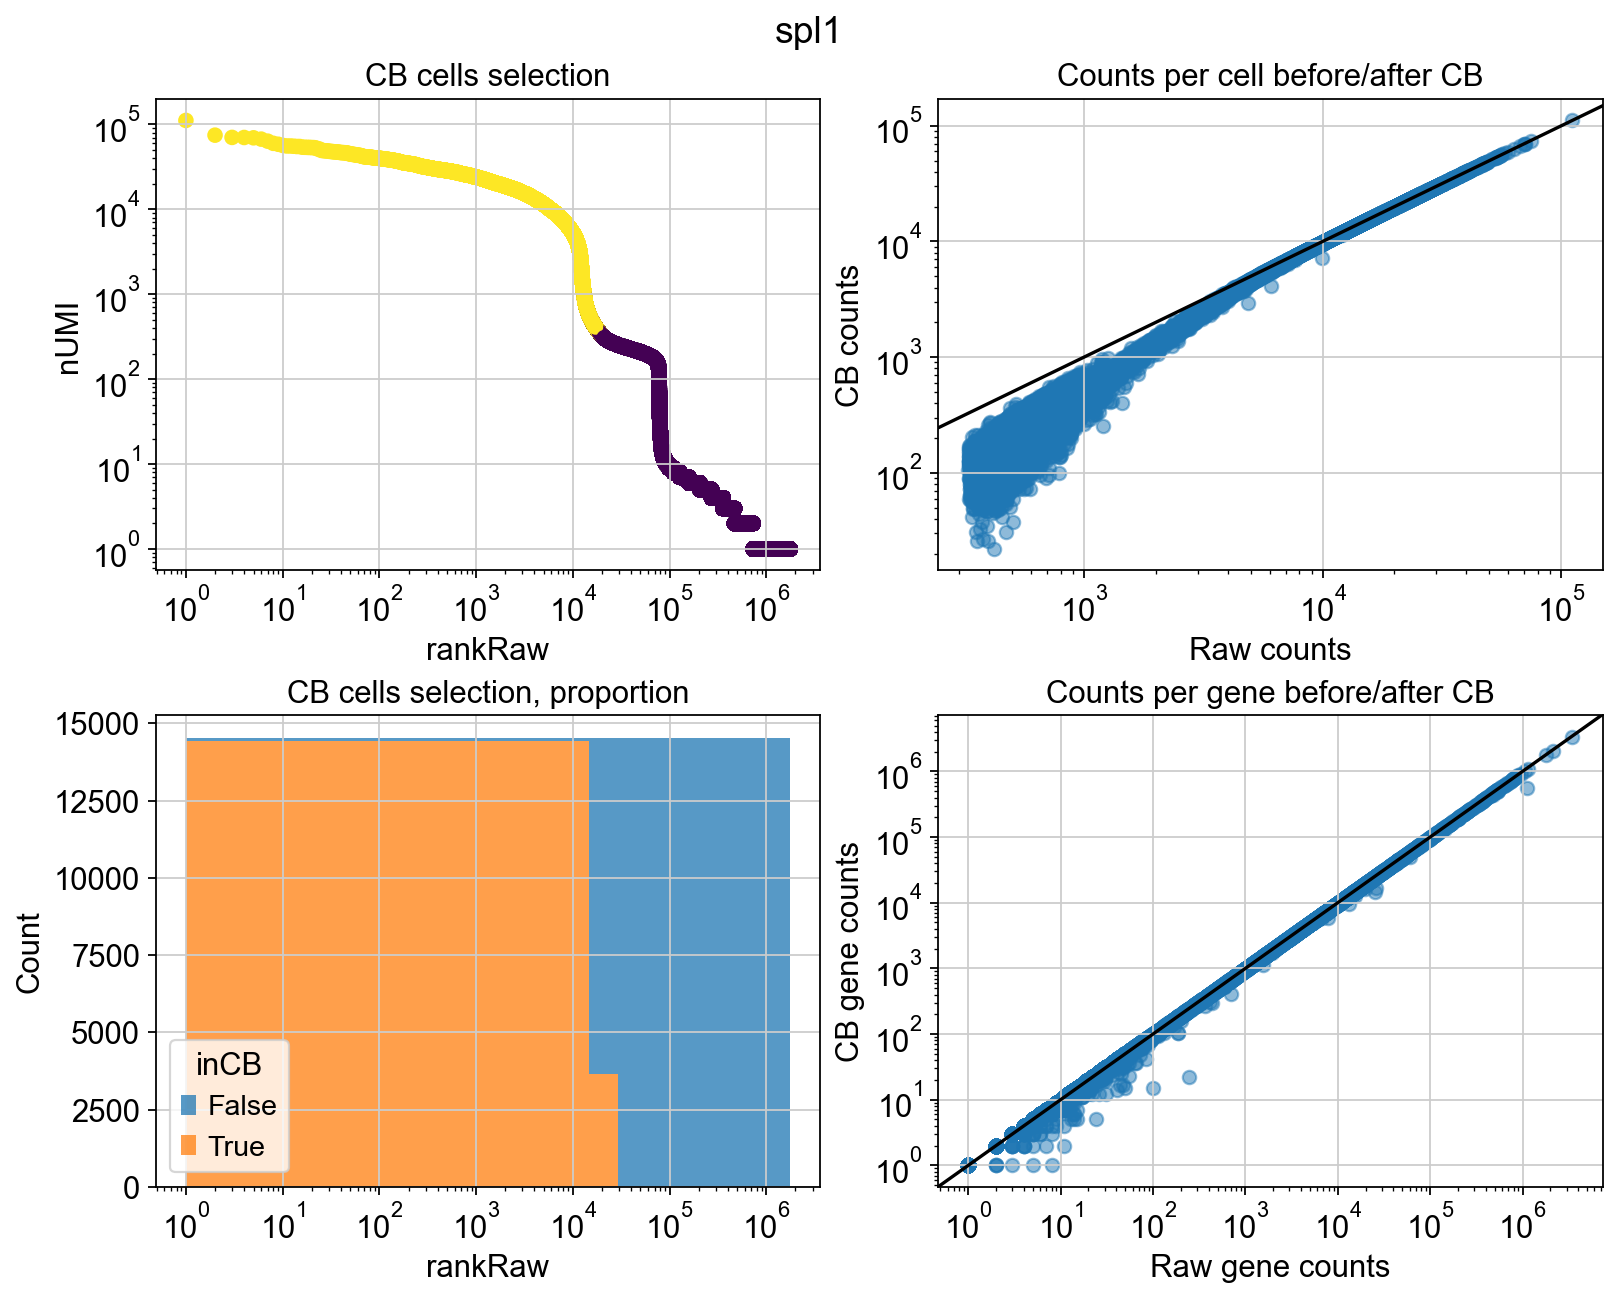 spl1
CB cells selection
nUMI
10^5
10^4
10^3
10^2
10^1
10^0
10^0 10^1 10^2 10^3 10^4 10^5 10^6
rankRaw
Counts per cell before/after CB
CB counts
10^5
10^4
10^3
10^2
10^3 10^4 10^5
Raw counts
CB cells selection, proportion
Count
15000
12500
10000
7500
5000
2500
0
inCB
False
True
10^0 10^1 10^2 10^3 10^4 10^5 10^6
rankRaw
Counts per gene before/after CB
CB gene counts
10^6
10^5
10^4
10^3
10^2
10^1
10^0
10^0 10^1 10^2 10^3 10^4 10^5 10^6
Raw gene counts